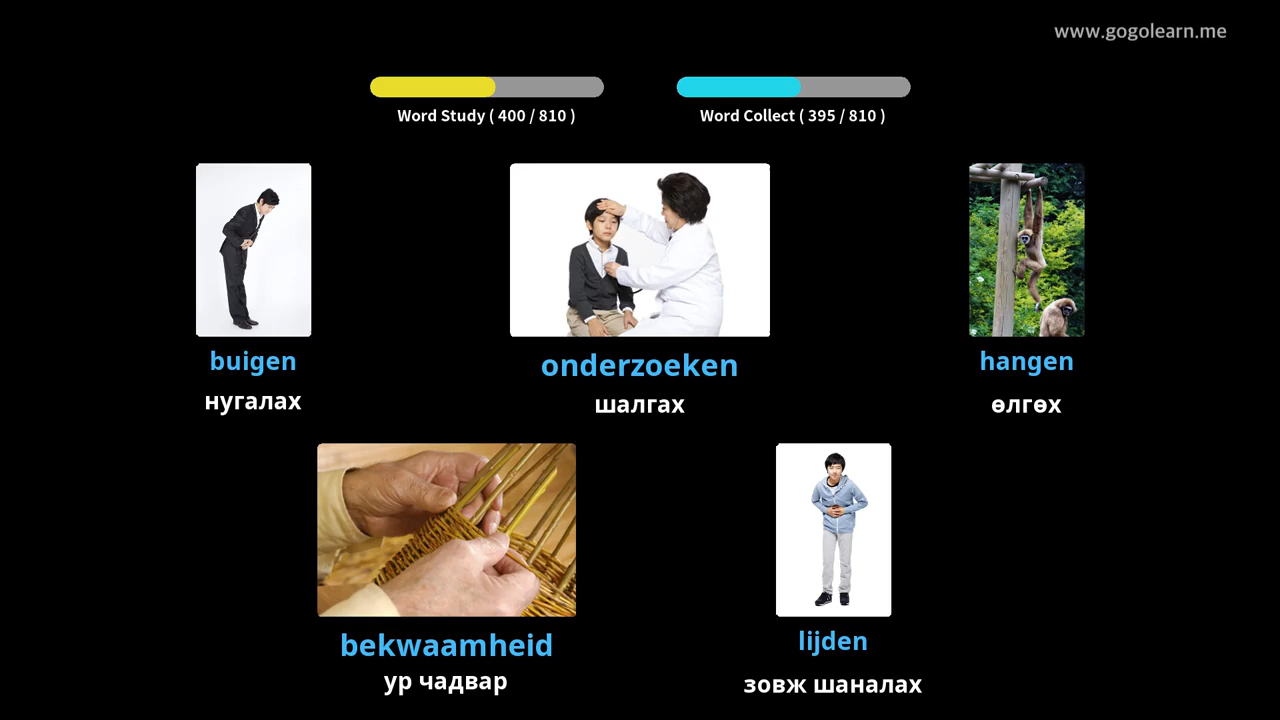 www.gogolearn.me
Word Study ( 400 / 810 )
Word Collect ( 395 / 810 )
buigen
onderzoeken
hangen
нугалах
шалгах
өлгөх
bekwaamheid
lijden
ур чадвар
зовж шаналах